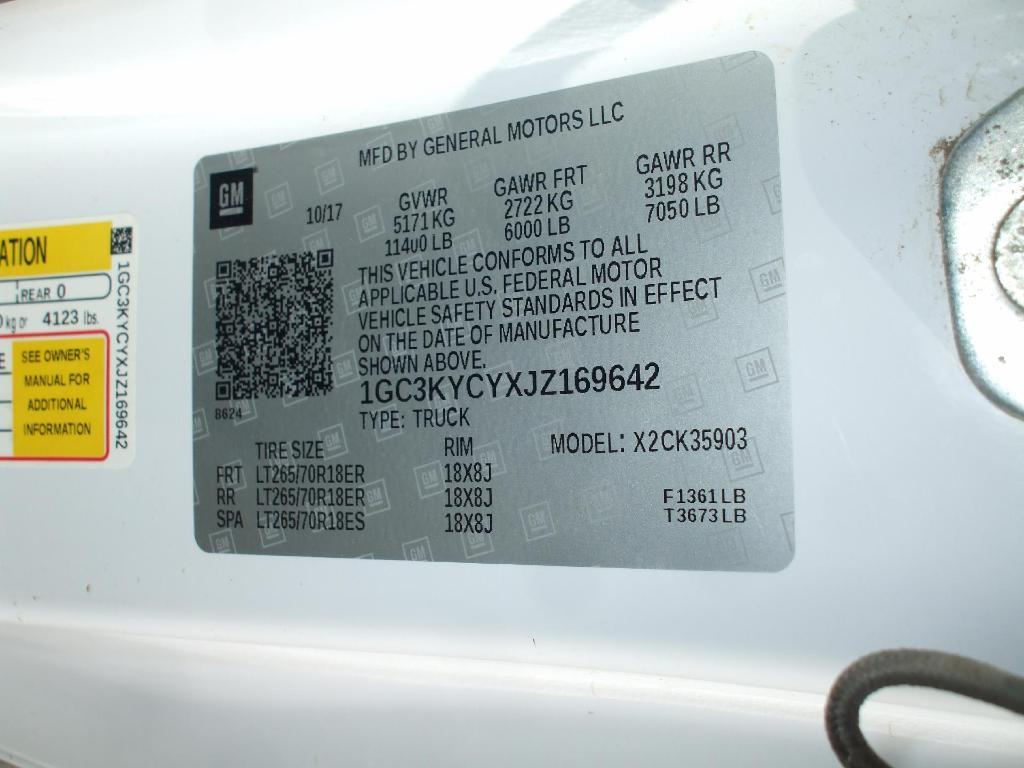 MFD BY GENERAL MOTORS LLC
GM
10/17
GVWR
5171 KG
11400 LB
GAWR FRT
2722 KG
6000 LB
GAWR RR
3198 KG
7050 LB
THIS VEHICLE CONFORMS TO ALL
APPLICABLE U.S. FEDERAL MOTOR
VEHICLE SAFETY STANDARDS IN EFFECT
ON THE DATE OF MANUFACTURE
SHOWN ABOVE.
1GC3KYCYXJZ169642
8624
TYPE: TRUCK
MODEL: X2CK35903
TIRE SIZE RIM
FRT LT265/70R18ER 18X8J
RR LT265/70R18ER 18X8J
SPA LT265/70R18ES 18X8J
F1361LB
T3673LB
REAR 0
kg or 4123 lbs.
SEE OWNER'S
MANUAL FOR
ADDITIONAL
INFORMATION
1GC3KYCYXJZ169642